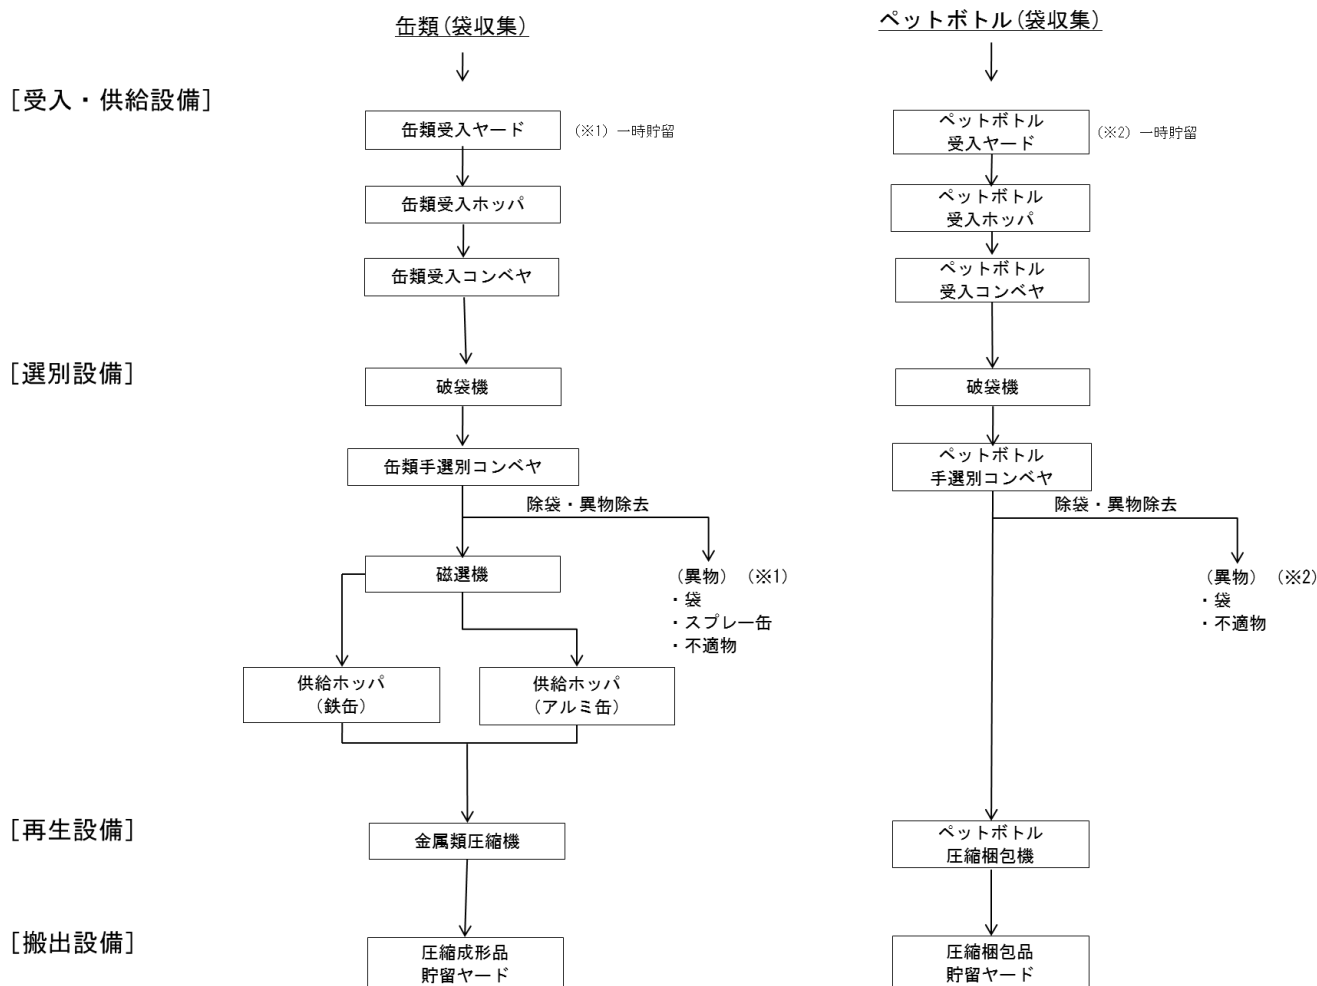 缶類(袋収集)
ペットボトル(袋収集)
[受入・供給設備]
缶類受入ヤード
(※1) 一時貯留
ペットボトル
受入ヤード
(※2) 一時貯留
缶類受入ホッパ
ペットボトル
受入ホッパ
缶類受入コンベヤ
ペットボトル
受入コンベヤ
[選別設備]
破袋機
破袋機
缶類手選別コンベヤ
ペットボトル
手選別コンベヤ
除袋・異物除去
除袋・異物除去
磁選機
(異物) (※1)
・袋
・スプレー缶
・不適物
(異物) (※2)
・袋
・不適物
供給ホッパ
(鉄缶)
供給ホッパ
(アルミ缶)
[再生設備]
金属類圧縮機
ペットボトル
圧縮梱包機
[搬出設備]
圧縮成形品
貯留ヤード
圧縮梱包品
貯留ヤード